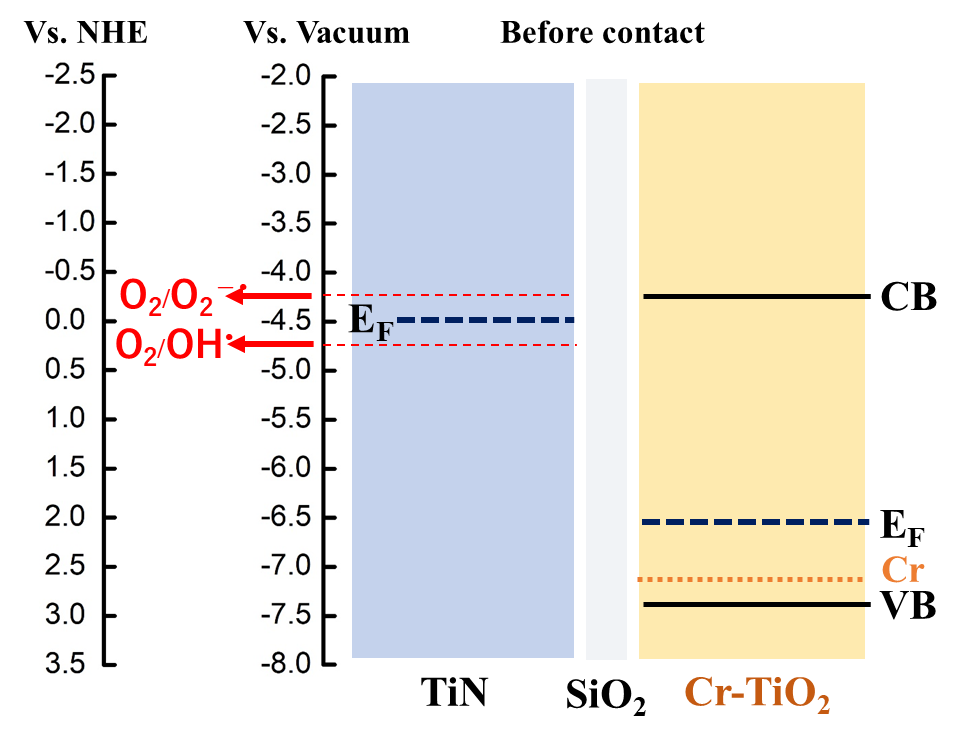 Vs. NHE
Vs. Vacuum
Before contact
-2.5
-2.0
-1.5
-1.0
-0.5
0.0
0.5
1.0
1.5
2.0
2.5
3.0
3.5
-2.0
-2.5
-3.0
-3.5
-4.0
-4.5
-5.0
-5.5
-6.0
-6.5
-7.0
-7.5
-8.0
O₂/O₂⁻•
O₂/OH•
E_F
CB
E_F
Cr
VB
TiN
SiO₂
Cr-TiO₂